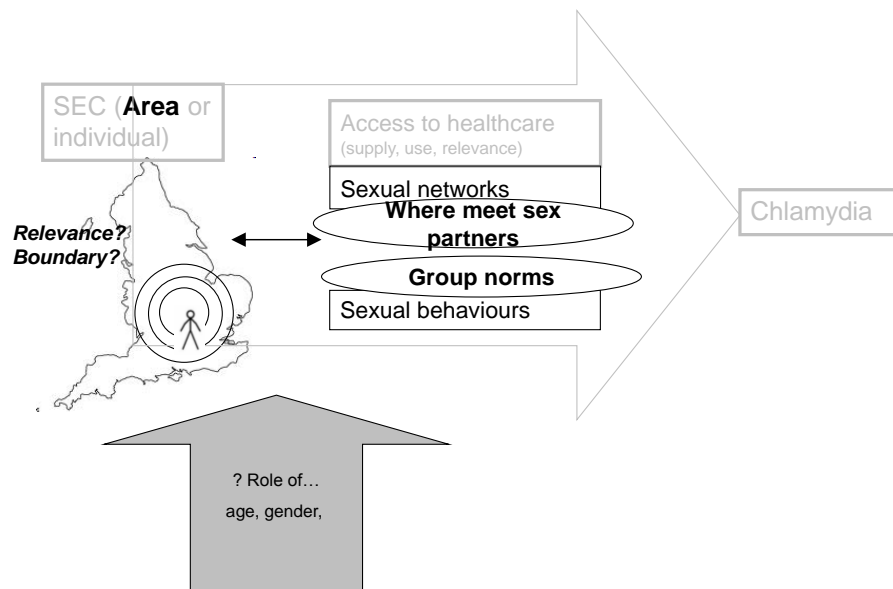 SEC (Area or
individual)
Access to healthcare
(supply, use, relevance)
Sexual networks
Where meet sex
partners
Relevance?
Boundary?
Group norms
Sexual behaviours
Chlamydia
? Role of…
age, gender,